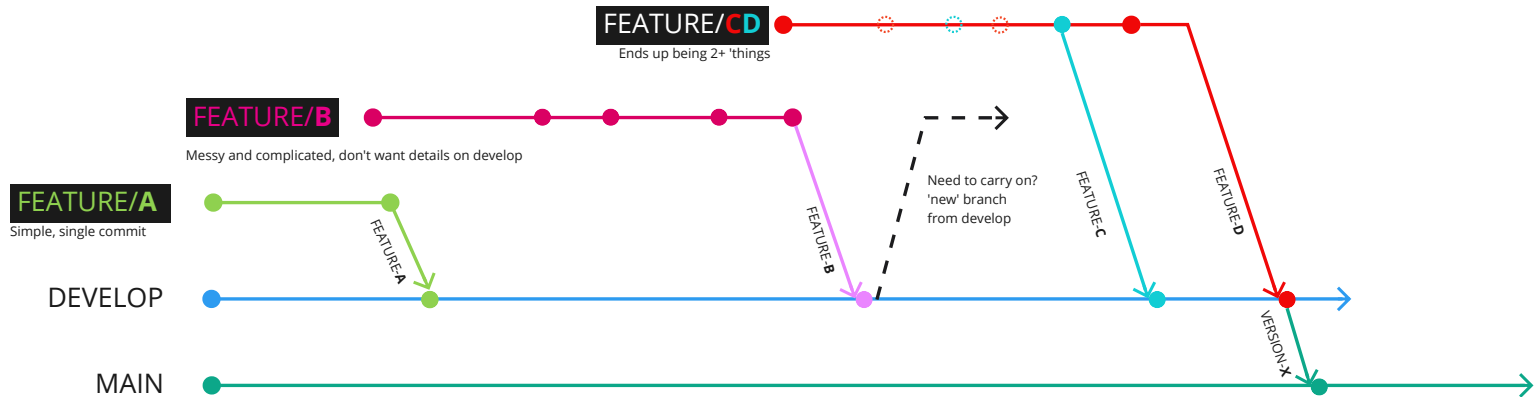 FEATURE/CD
Ends up being 2+ 'things
FEATURE/B
Messy and complicated, don't want details on develop
FEATURE/A
Simple, single commit
FEATURE-A
FEATURE-B
Need to carry on?
'new' branch
from develop
FEATURE-C
FEATURE-D
DEVELOP
VERSION-X
MAIN